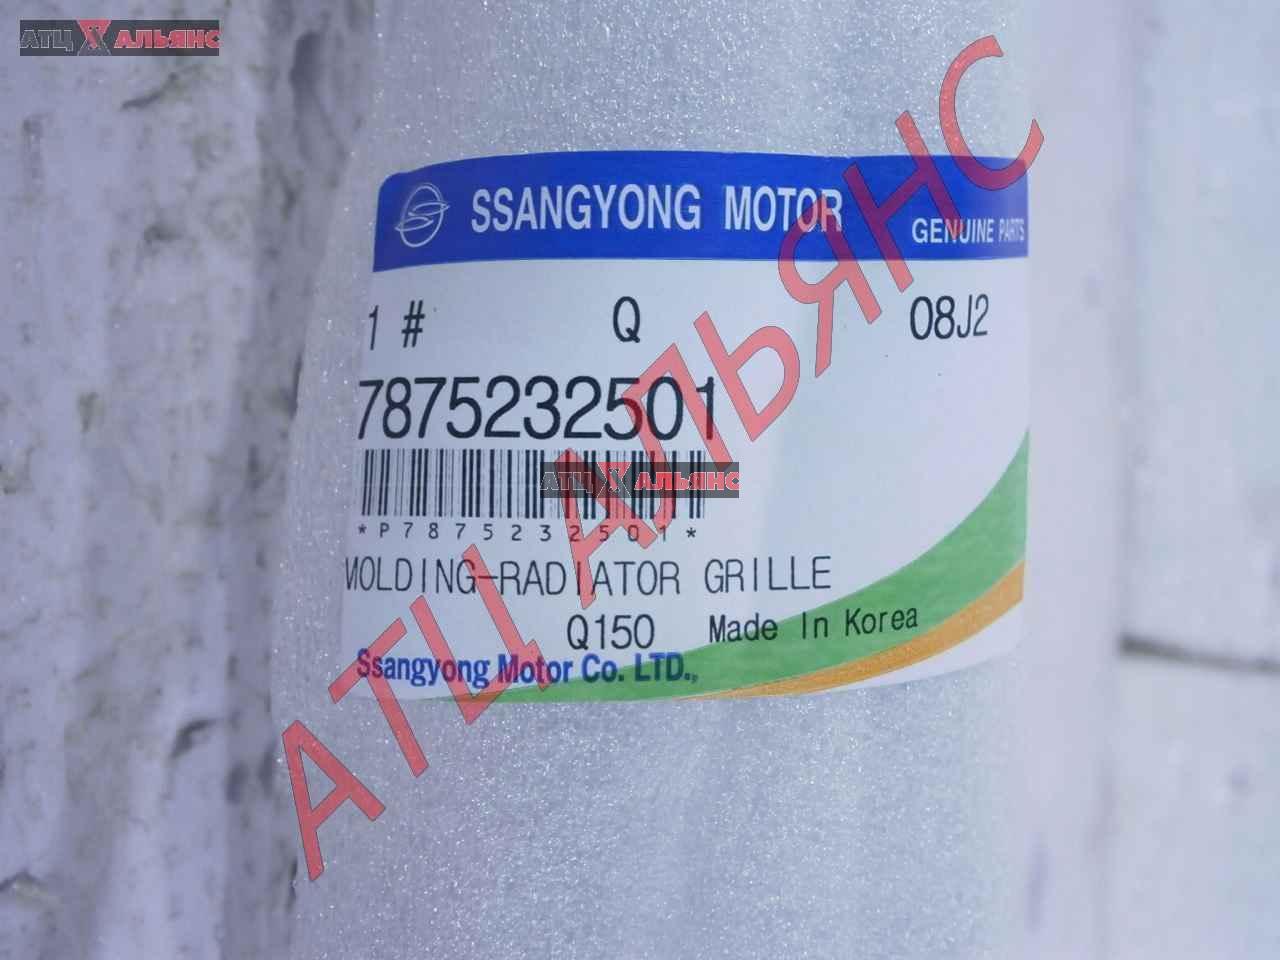 АТЦ АЛЬЯНС
SSANGYONG MOTOR GENUINE PARTS
1 # Q 08J2
7875232501
АТЦ АЛЬЯНС
*P7875232501*
MOLDING-RADIATOR GRILLE
Q150 Made In Korea
Ssangyong Motor Co. LTD.,
АТЦ АЛЬЯНС